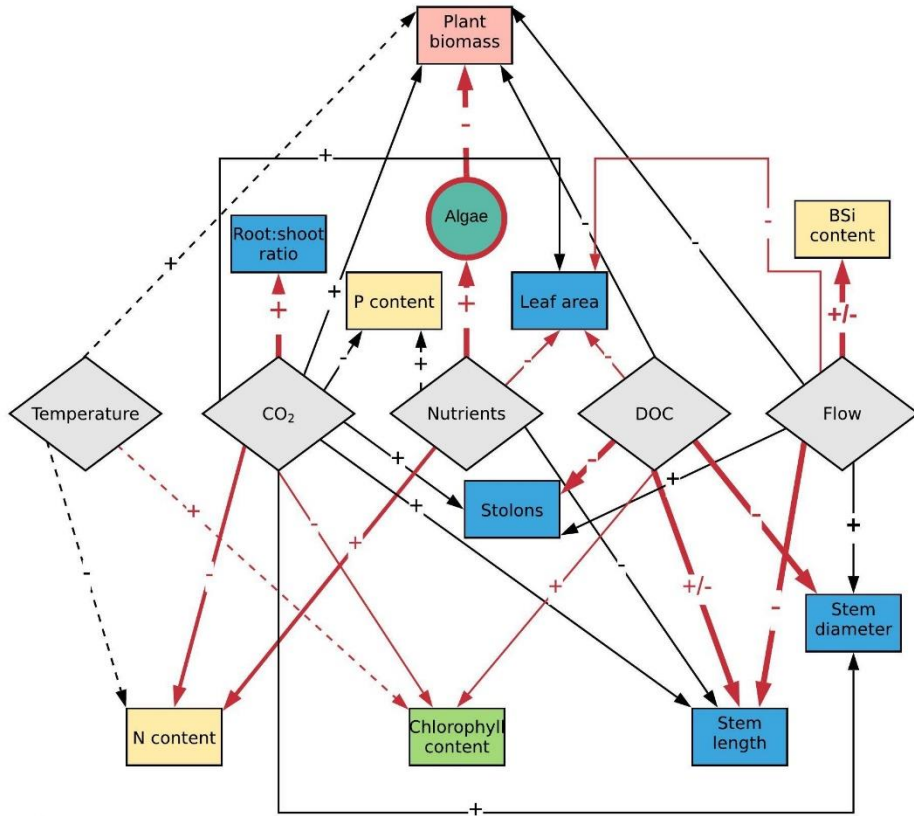 Plant
biomass
-
+
+
Algae
-
BSi
content
Root:shoot
ratio
-
-
+
+
P content
+
Leaf area
+/-
-
+
-
-
Temperature
CO₂
Nutrients
DOC
Flow
+
-
Stolons
+
+
+
-
+
+
-
-
-
+
-
+
+/-
-
Stem
diameter
N content
Chlorophyll
content
Stem
length
+